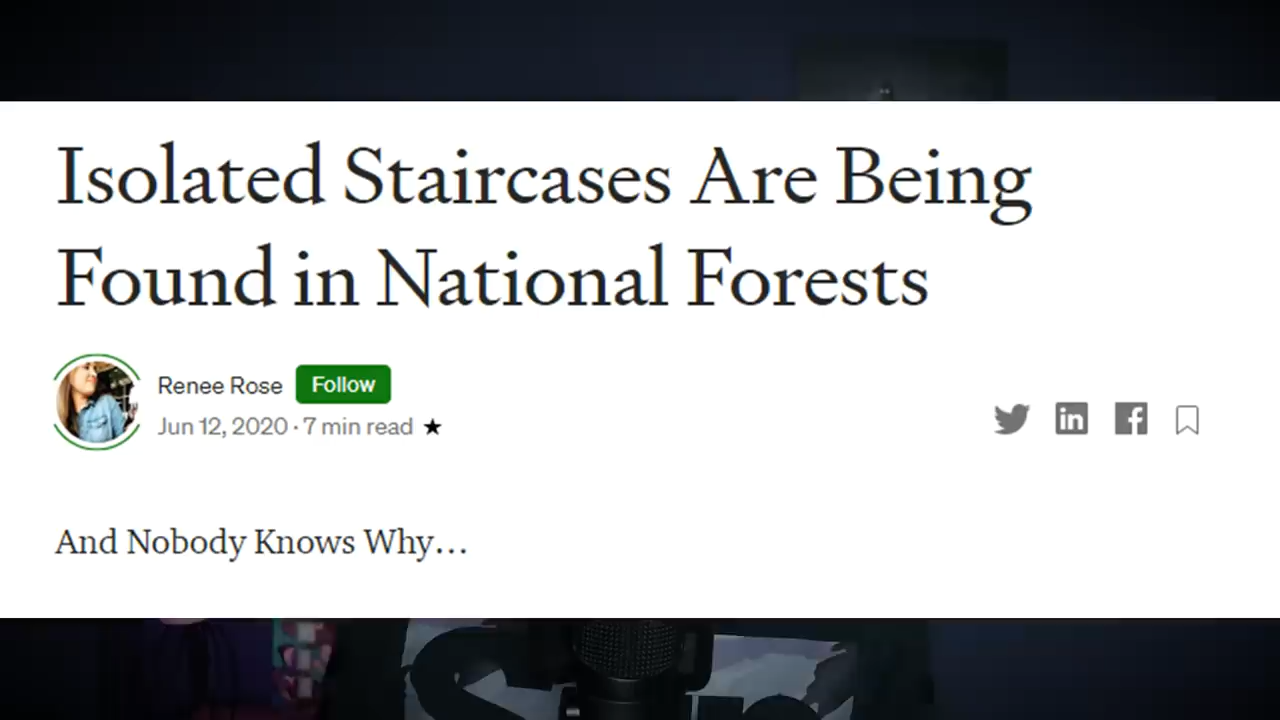 Isolated Staircases Are Being
Found in National Forests
Renee Rose Follow
Jun 12, 2020 · 7 min read ★
And Nobody Knows Why...